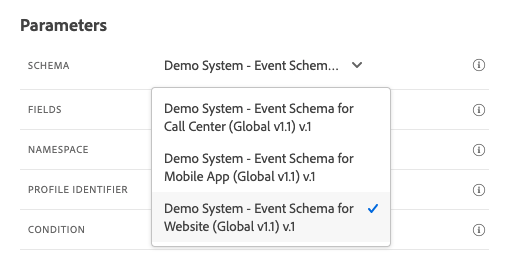 Parameters
SCHEMA
Demo System - Event Schem...
FIELDS
Demo System - Event Schema for
Call Center (Global v1.1) v.1
NAMESPACE
Demo System - Event Schema for
Mobile App (Global v1.1) v.1
PROFILE IDENTIFIER
Demo System - Event Schema for
Website (Global v1.1) v.1
CONDITION